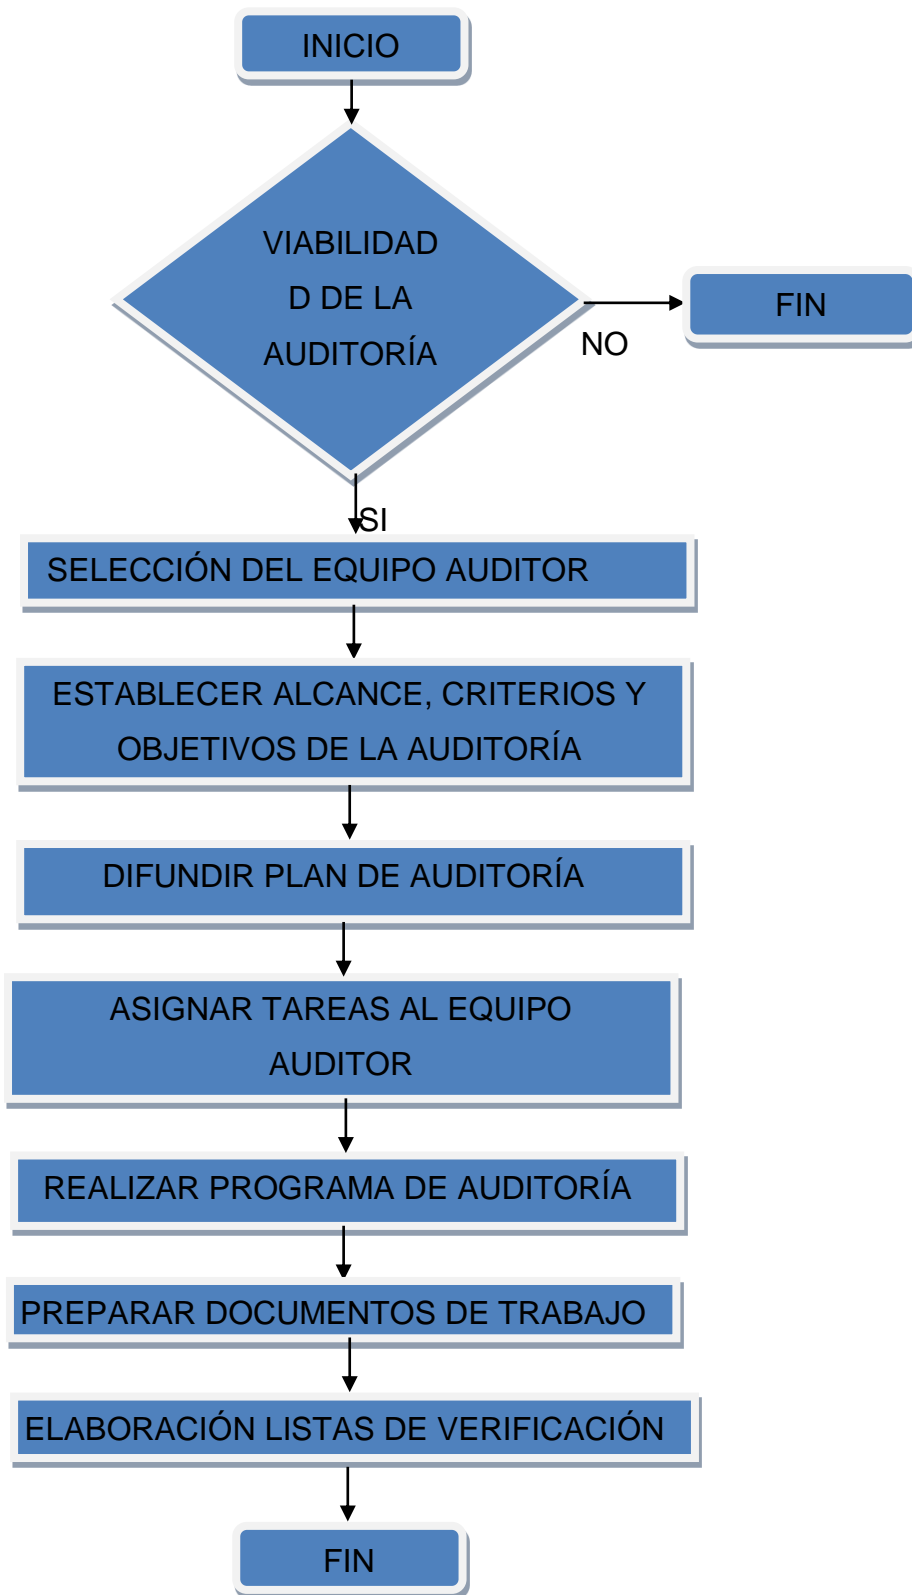 INICIO
VIABILIDAD
D DE LA
AUDITORÍA
FIN
NO
SI
SELECCIÓN DEL EQUIPO AUDITOR
ESTABLECER ALCANCE, CRITERIOS Y
OBJETIVOS DE LA AUDITORÍA
DIFUNDIR PLAN DE AUDITORÍA
ASIGNAR TAREAS AL EQUIPO
AUDITOR
REALIZAR PROGRAMA DE AUDITORÍA
PREPARAR DOCUMENTOS DE TRABAJO
ELABORACIÓN LISTAS DE VERIFICACIÓN
FIN